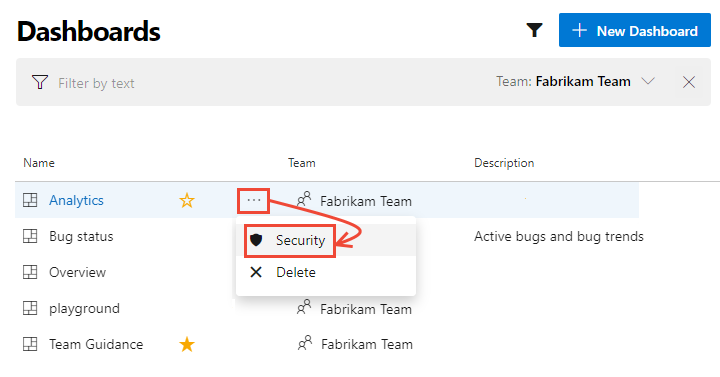 Dashboards
New Dashboard
Filter by text
Team: Fabrikam Team
Name Team Description
Analytics ... Fabrikam Team
Security
Bug status Active bugs and bug trends
Delete
Overview
playground Fabrikam Team
Team Guidance Fabrikam Team